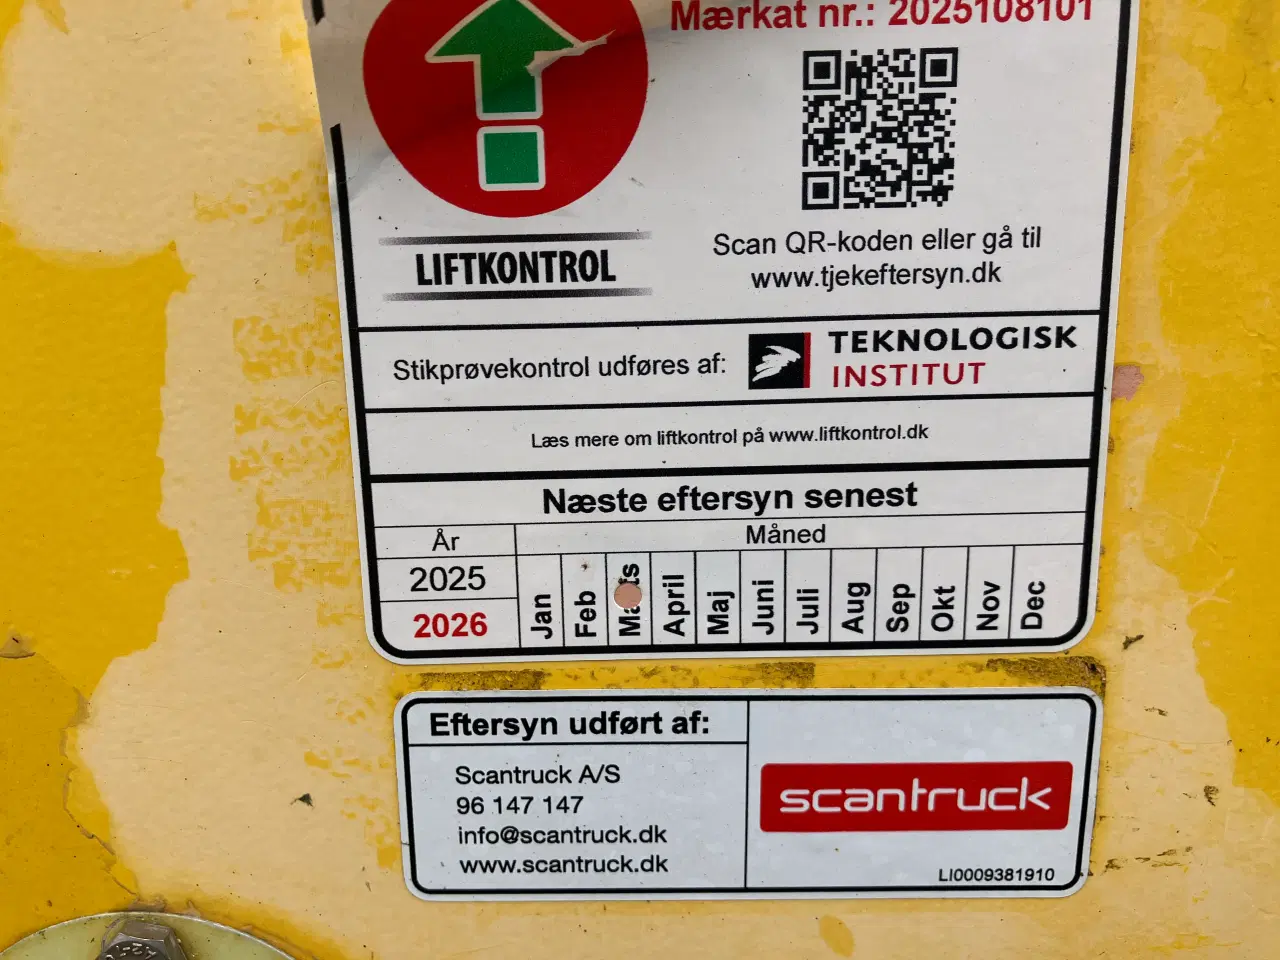 Mærkat nr.: 2025108101
LIFTKONTROL
Scan QR-koden eller gå til
www.tjekeftersyn.dk
Stikprøvekontrol udføres af:
TEKNOLOGISK
INSTITUT
Læs mere om liftkontrol på www.liftkontrol.dk
Næste eftersyn senest
År
Måned
2025
2026
Jan
Feb
Marts
April
Maj
Juni
Juli
Aug
Sep
Okt
Nov
Dec
Eftersyn udført af:
Scantruck A/S
96 147 147
info@scantruck.dk
www.scantruck.dk
scantruck
LI0009381910